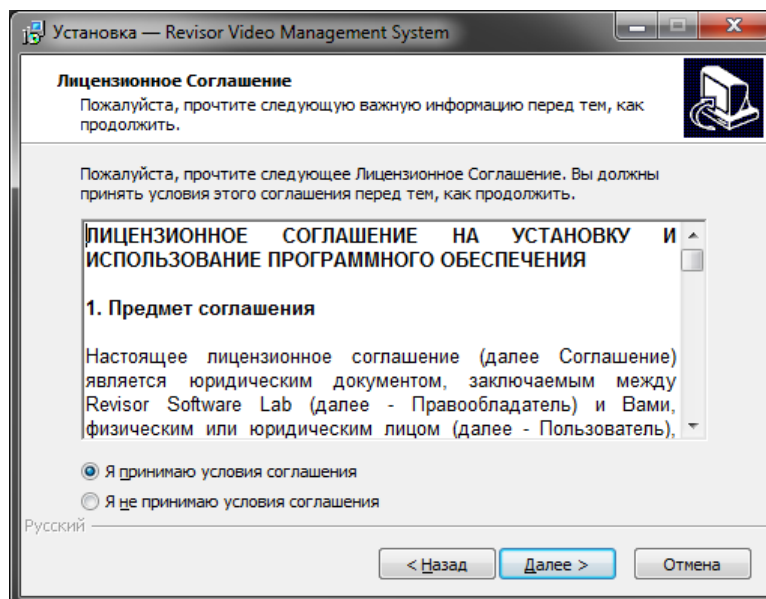 Установка — Revisor Video Management System
Лицензионное Соглашение
Пожалуйста, прочтите следующую важную информацию перед тем, как
продолжить.
Пожалуйста, прочтите следующее Лицензионное Соглашение. Вы должны
принять условия этого соглашения перед тем, как продолжить.
ЛИЦЕНЗИОННОЕ СОГЛАШЕНИЕ НА УСТАНОВКУ И
ИСПОЛЬЗОВАНИЕ ПРОГРАММНОГО ОБЕСПЕЧЕНИЯ
1. Предмет соглашения
Настоящее лицензионное соглашение (далее Соглашение)
является юридическим документом, заключаемым между
Revisor Software Lab (далее - Правообладатель) и Вами,
физическим или юридическим лицом (далее - Пользователь),
Я принимаю условия соглашения
Я не принимаю условия соглашения
Русский
< Назад Далее > Отмена